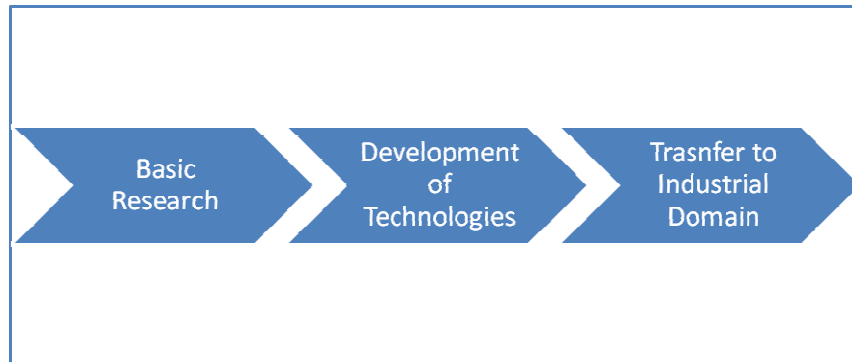 Basic
Research
Development
of
Technologies
Trasnfer to
Industrial
Domain